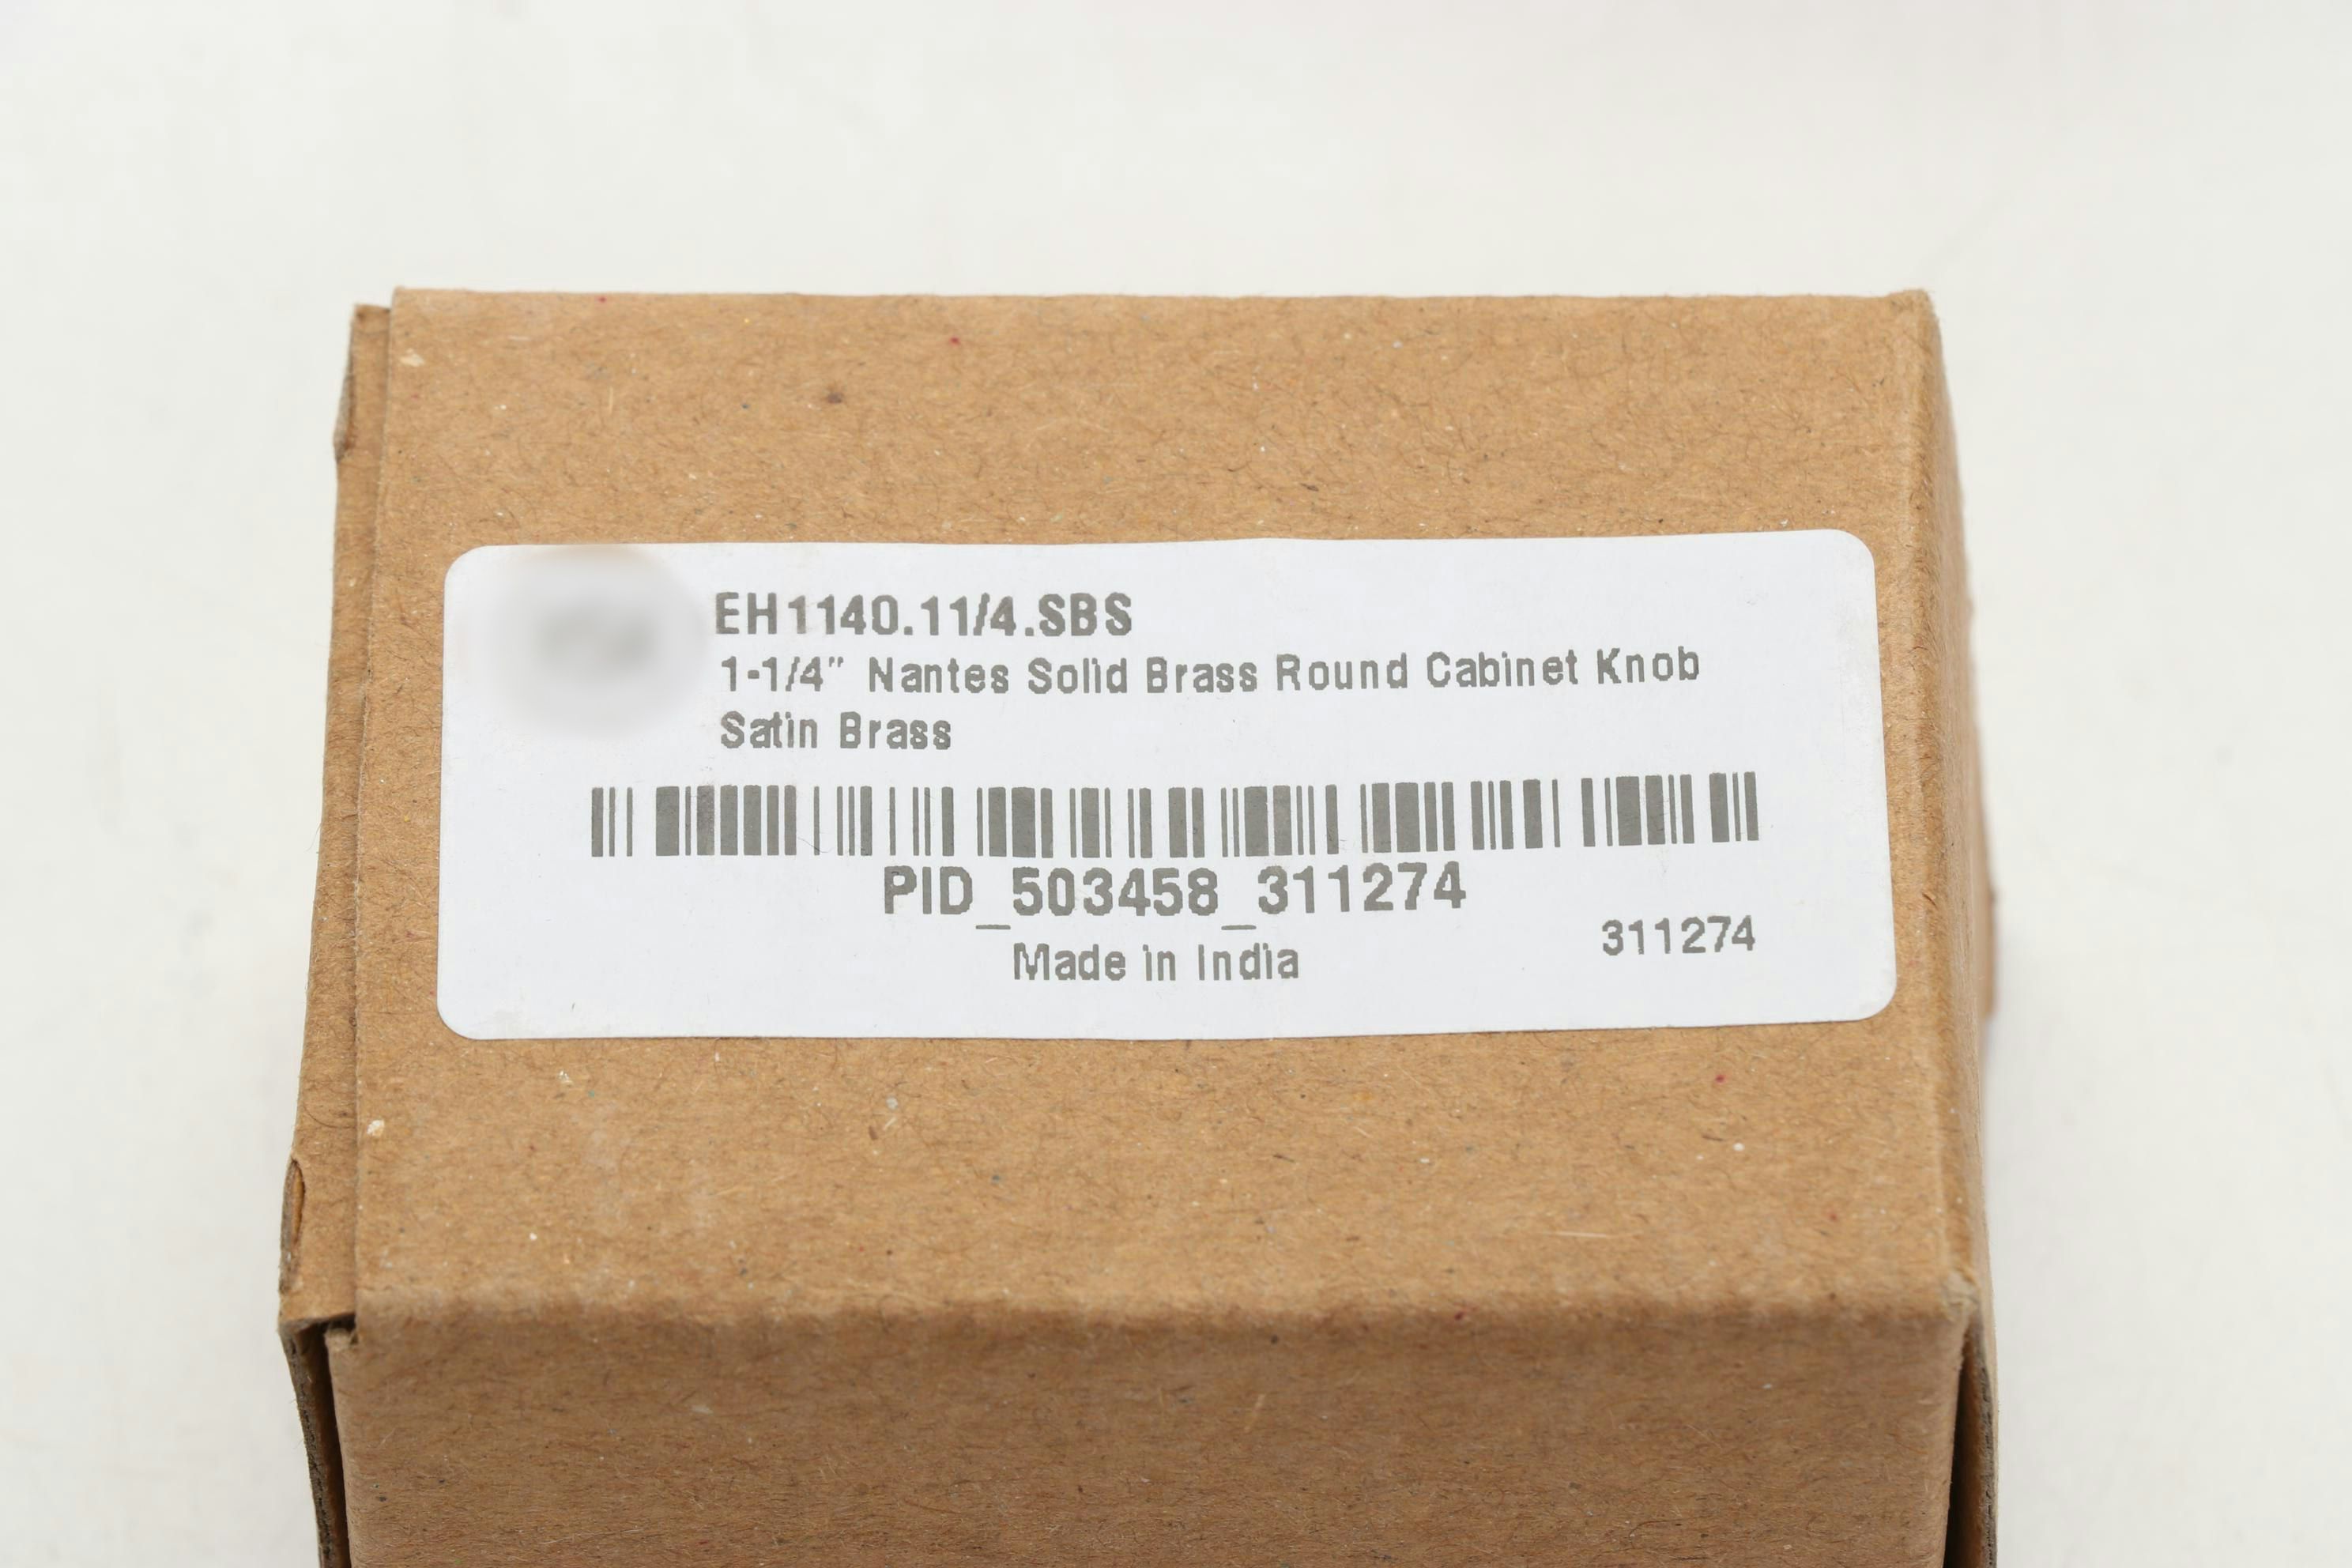 EH1140.11/4.SBS
1-1/4" Nantes Solid Brass Round Cabinet Knob
Satin Brass
PID_503458_311274
311274
Made in India